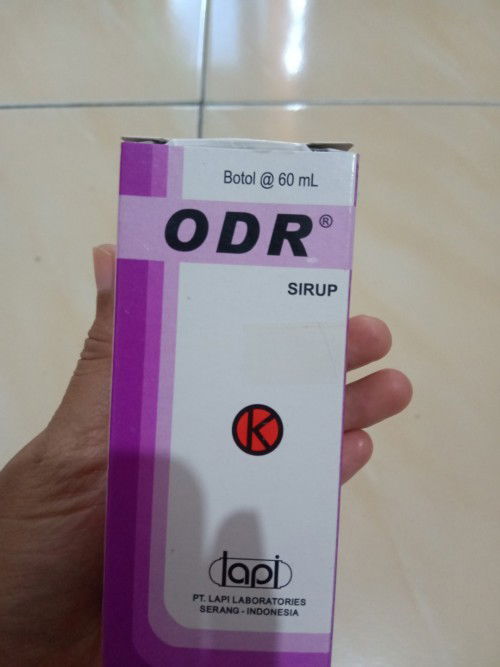 Botol @ 60 mL
ODR®
SIRUP
K
lapi
PT. LAPI LABORATORIES
SERANG - INDONESIA